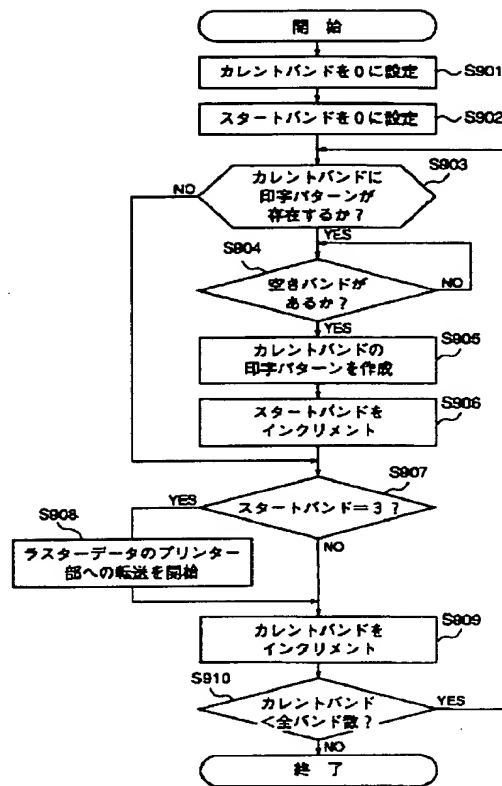 開 始
カレントバンドを0に設定
S901
スタートバンドを0に設定
S902
S903
カレントバンドに
印字パターンが
存在するか？
NO
YES
S904
空きバンドが
あるか？
NO
YES
S905
カレントバンドの
印字パターンを作成
S906
スタートバンドを
インクリメント
S907
スタートバンド＝3？
YES
NO
S908
ラスターデータのプリンター
部への転送を開始
S909
カレントバンドを
インクリメント
S910
カレントバンド
＜全バンド数？
YES
NO
終 了